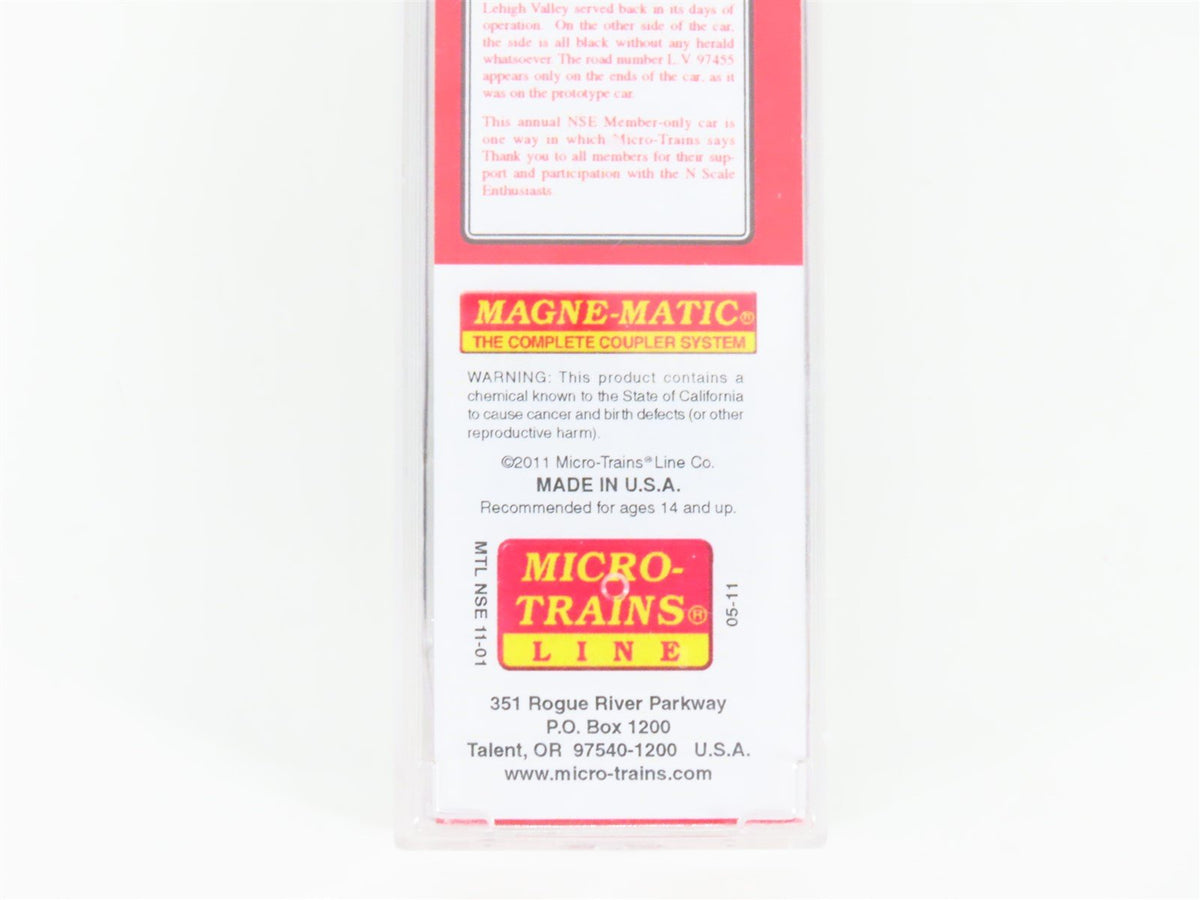 Lehigh Valley served back in its days of
operation. On the other side of the car,
the side is all black without any herald
whatsoever. The road number L V 97455
appears only on the ends of the car, as it
was on the prototype car.
This annual NSE Member-only car is
one way in which Micro-Trains says
Thank you to all members for their sup-
port and participation with the N Scale
Enthusiasts.
MAGNE-MATIC®
THE COMPLETE COUPLER SYSTEM
WARNING: This product contains a
chemical known to the State of California
to cause cancer and birth defects (or other
reproductive harm).
©2011 Micro-Trains® Line Co.
MADE IN U.S.A.
Recommended for ages 14 and up.
MTL NSE 11-01
MICRO-
TRAINS®
LINE
05-11
351 Rogue River Parkway
P.O. Box 1200
Talent, OR 97540-1200 U.S.A.
www.micro-trains.com